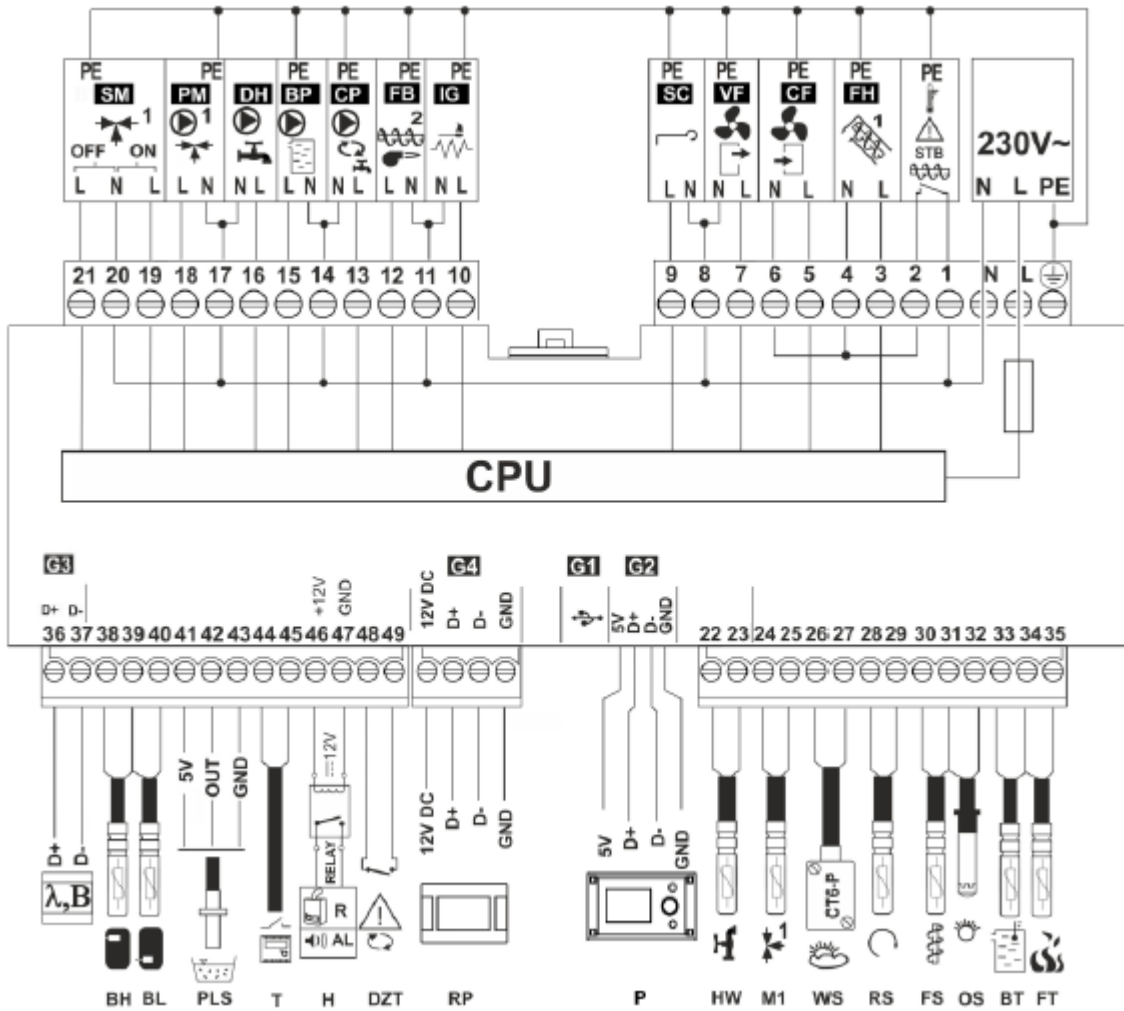 PE PE PE PE PE PE PE PE PE PE PE
SM PM DH BP CP FB IG SC VF CF FH
1 1 2 1
OFF ON STB 230V~
L N L L N N L L N N L L N N L L N L N L N L N L N L PE
21 20 19 18 17 16 15 14 13 12 11 10 9 8 7 6 5 4 3 2 1 N L
CPU
G3 G4 G1 G2
D+ D- +12V GND 12V DC D+ D- GND 5V D+ D- GND
36 37 38 39 40 41 42 43 44 45 46 47 48 49 22 23 24 25 26 27 28 29 30 31 32 33 34 35
D+ D- 5V OUT GND 12V 12V DC D+ D- GND 5V D+ D- GND
RELAY
CT6-P
λ,B R
AL
1
BH BL PLS T H DZT RP P HW M1 WS RS FS OS BT FT